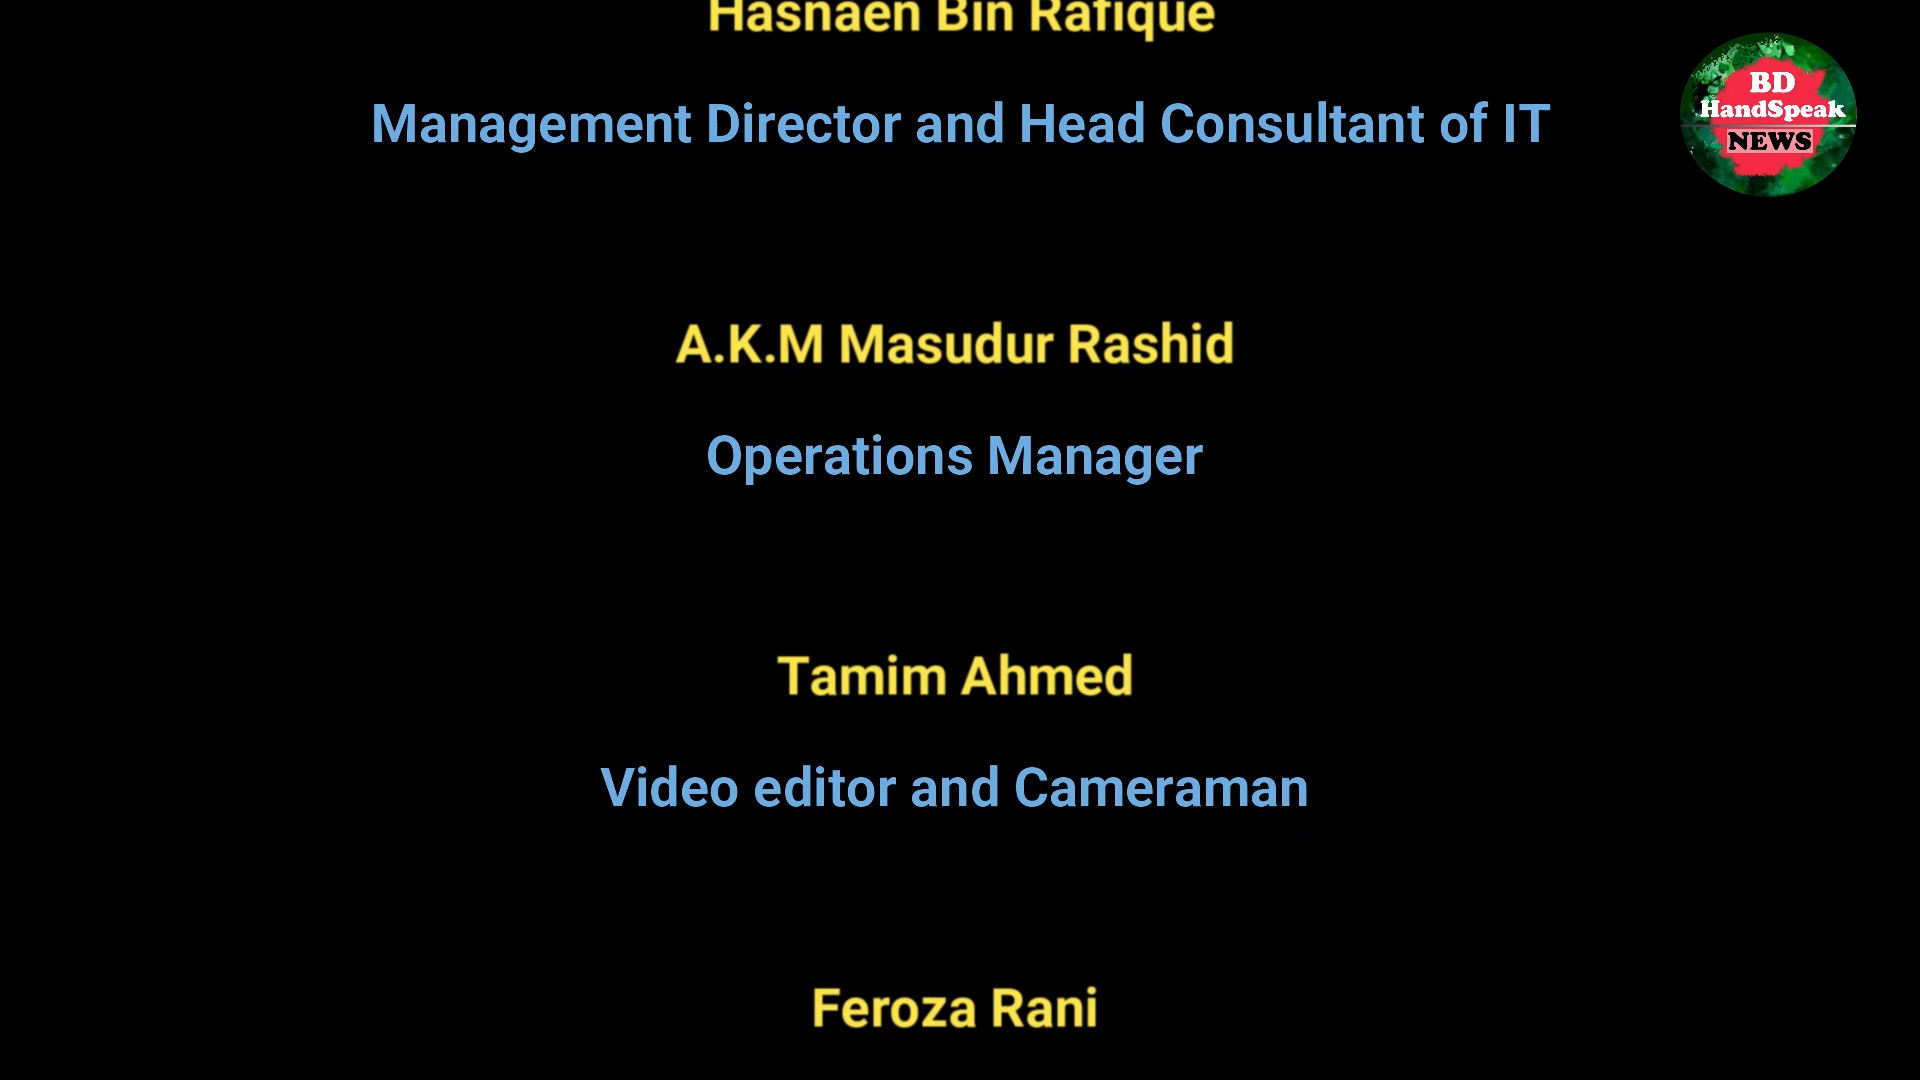 Hasnaen Bin Rafique
Management Director and Head Consultant of IT
BD
HandSpeak
NEWS
A.K.M Masudur Rashid
Operations Manager
Tamim Ahmed
Video editor and Cameraman
Feroza Rani